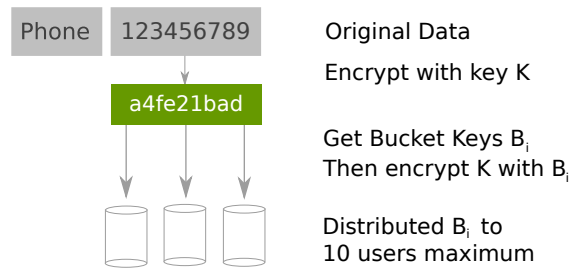 Phone 123456789 Original Data
Encrypt with key K
a4fe21bad
Get Bucket Keys Bi
Then encrypt K with Bi
Distributed Bi to
10 users maximum